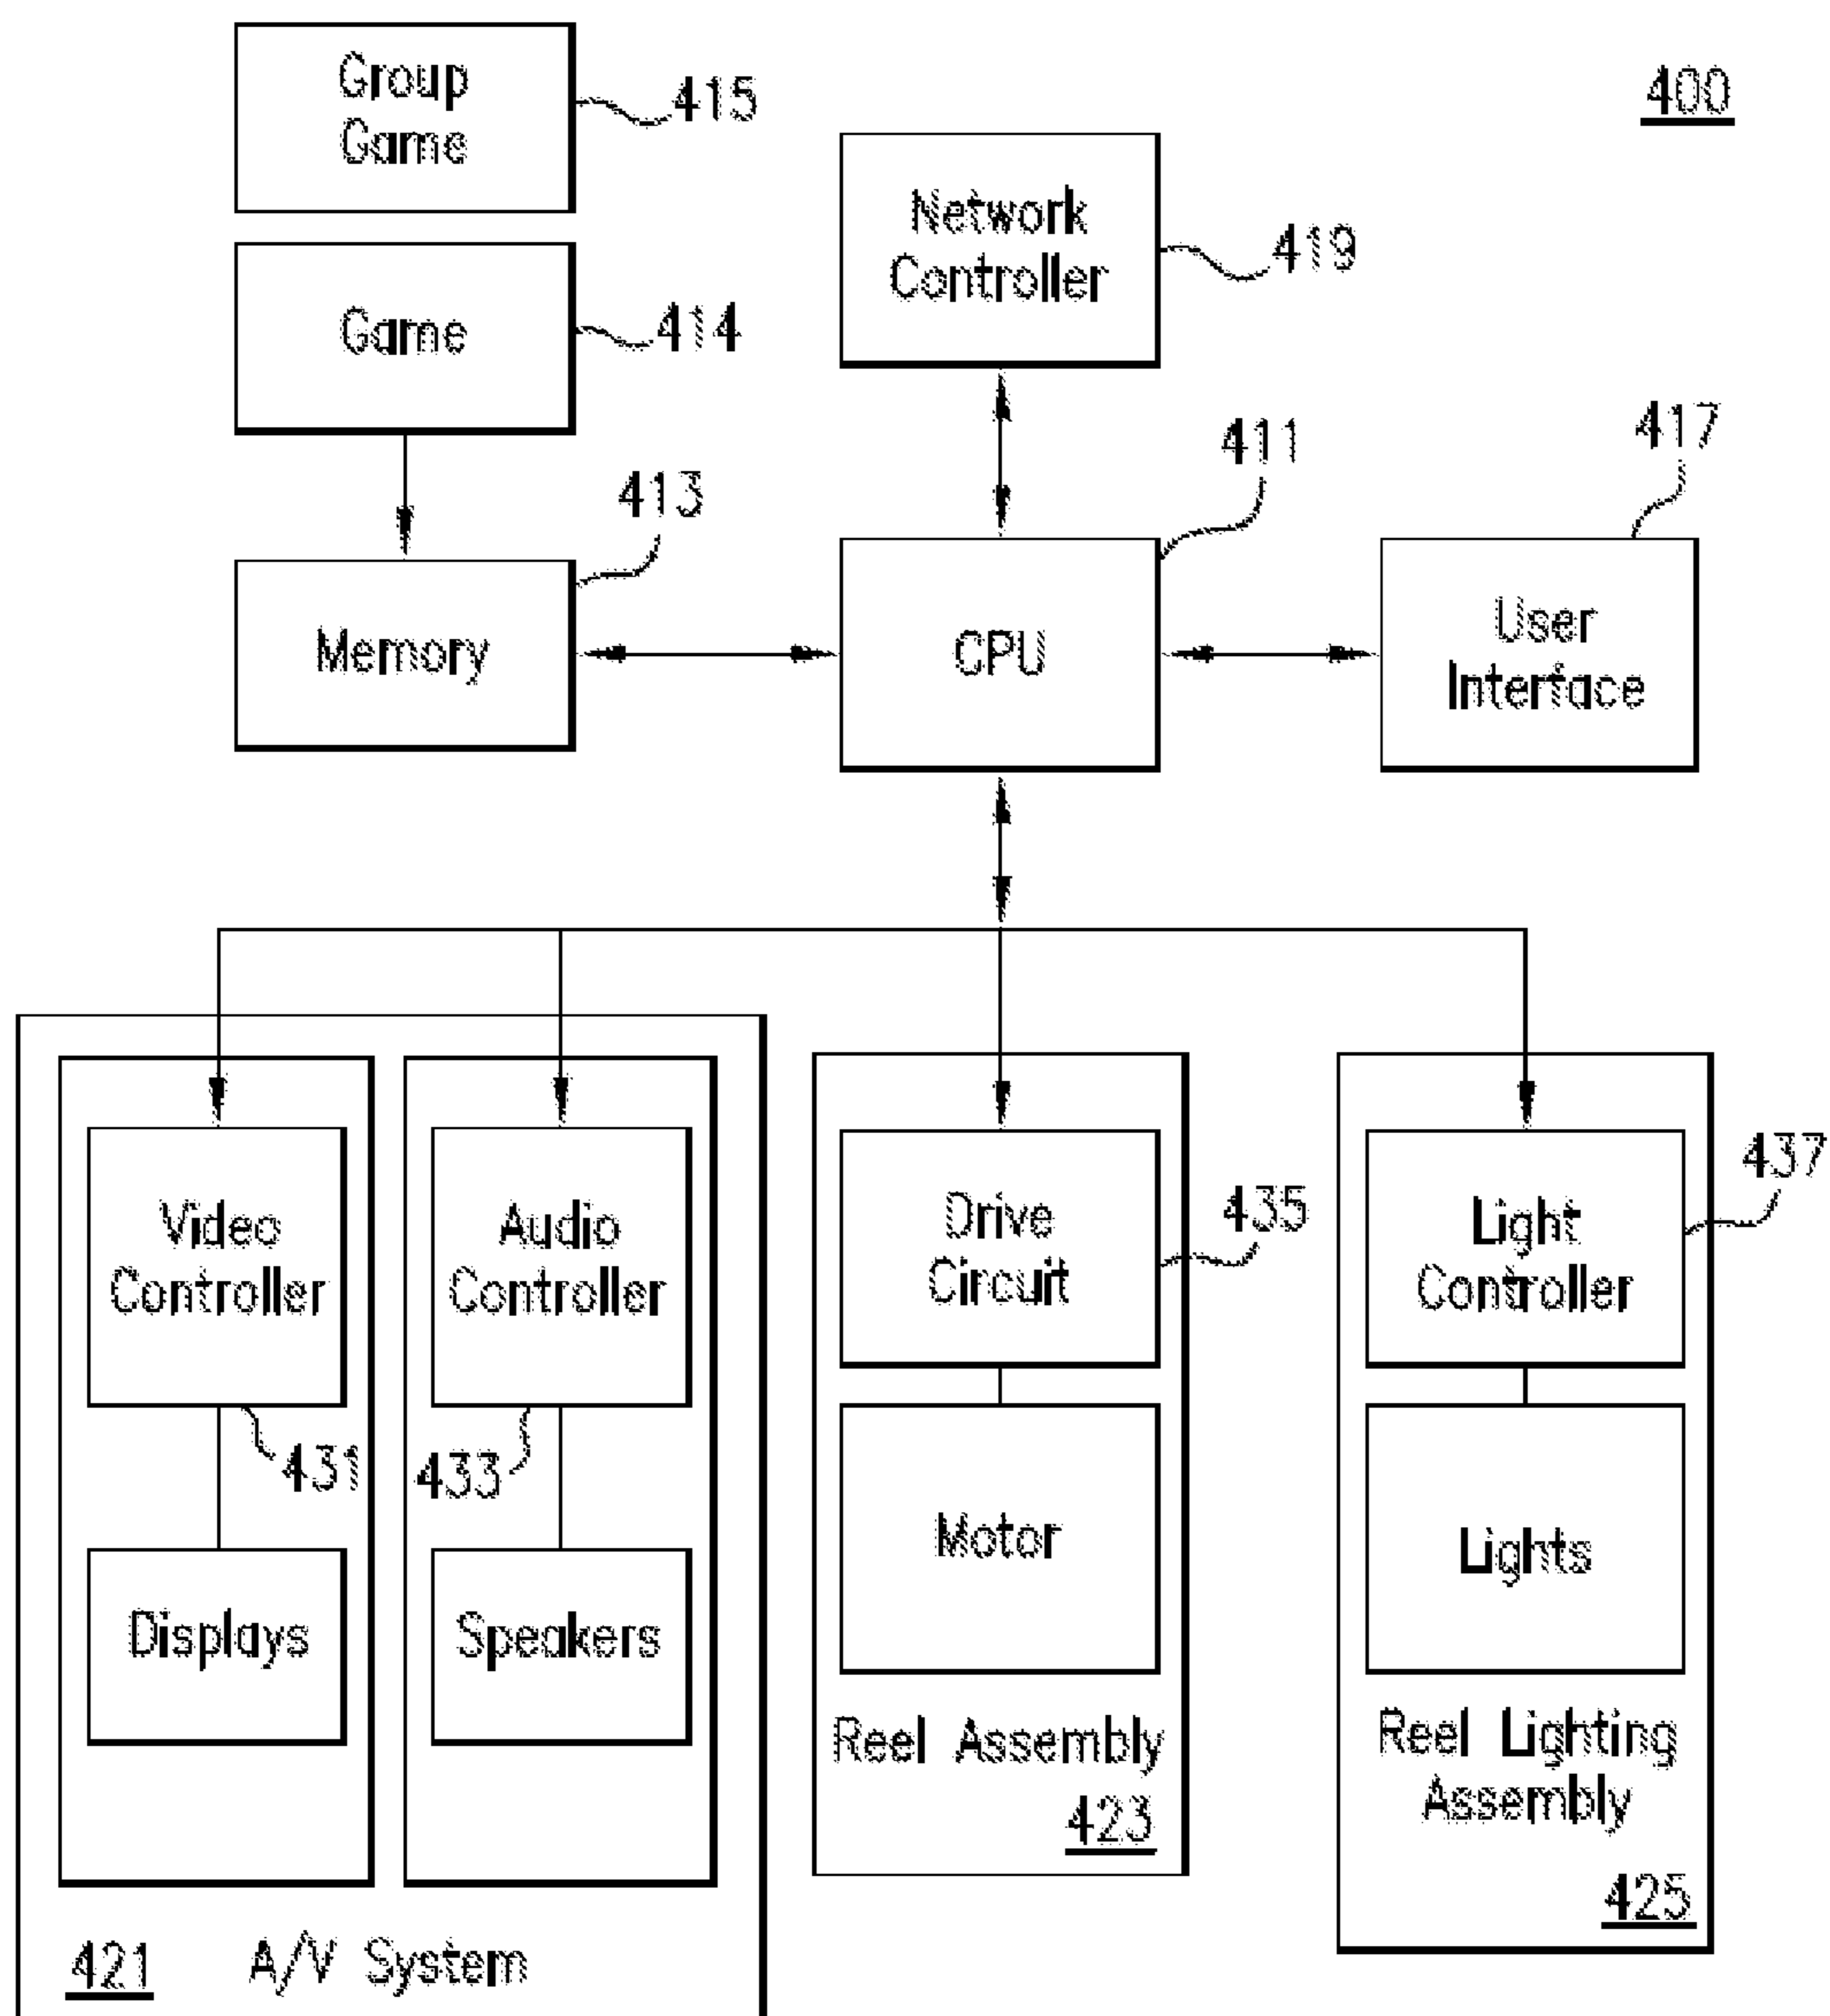 Group
Game
415
400
Network
Controller
419
Game
414
417
411
413
Memory
CPU
User
Interface
Video
Controller
Audio
Controller
Drive
Circuit
435
Light
Controller
437
431
433
Displays
Speakers
Motor
Lights
Reel Assembly
423
Reel Lighting
Assembly
425
421
A/V System